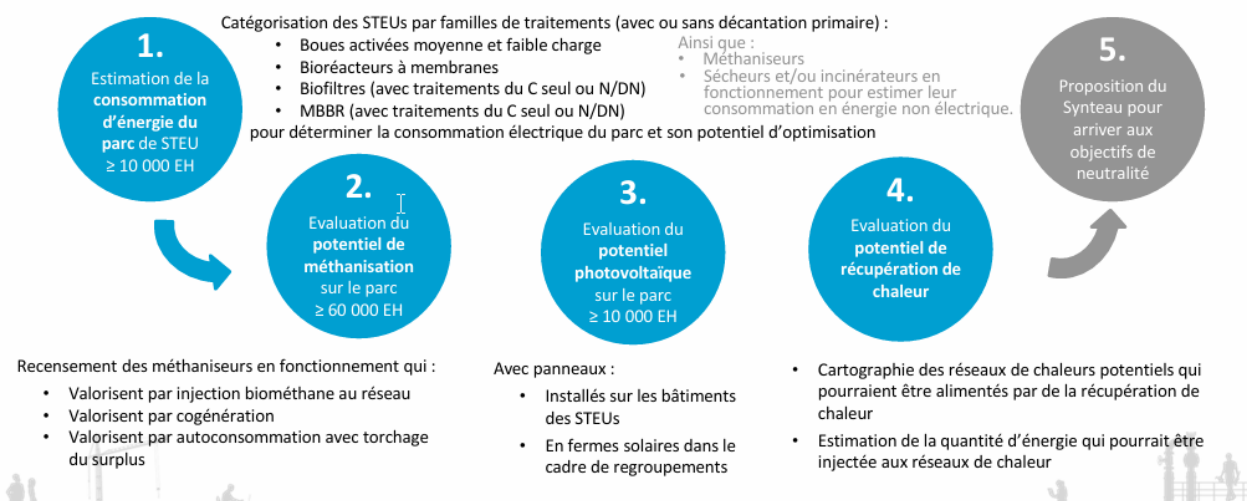 Catégorisation des STEUs par familles de traitements (avec ou sans décantation primaire) :
• Boues activées moyenne et faible charge
• Bioréacteurs à membranes
• Biofiltres (avec traitements du C seul ou N/DN)
• MBBR (avec traitements du C seul ou N/DN)
pour déterminer la consommation électrique du parc et son potentiel d’optimisation
Ainsi que :
• Méthaniseurs
• Sécheurs et/ou incinérateurs en
fonctionnement pour estimer leur
consommation en énergie non électrique.
1.
Estimation de la
consommation
d’énergie du
parc de STEU
≥ 10 000 EH
2.
Evaluation du
potentiel de
méthanisation
sur le parc
≥ 60 000 EH
3.
Evaluation du
potentiel
photovoltaïque
sur le parc
≥ 10 000 EH
4.
Evaluation du
potentiel de
récupération de
chaleur
5.
Proposition du
Synteau pour
arriver aux
objectifs de
neutralité
Recensement des méthaniseurs en fonctionnement qui :
• Valorisent par injection biométhane au réseau
• Valorisent par cogénération
• Valorisent par autoconsommation avec torchage
du surplus
Avec panneaux :
• Installés sur les bâtiments
des STEUs
• En fermes solaires dans le
cadre de regroupements
• Cartographie des réseaux de chaleurs potentiels qui
pourraient être alimentés par de la récupération de
chaleur
• Estimation de la quantité d’énergie qui pourrait être
injectée aux réseaux de chaleur